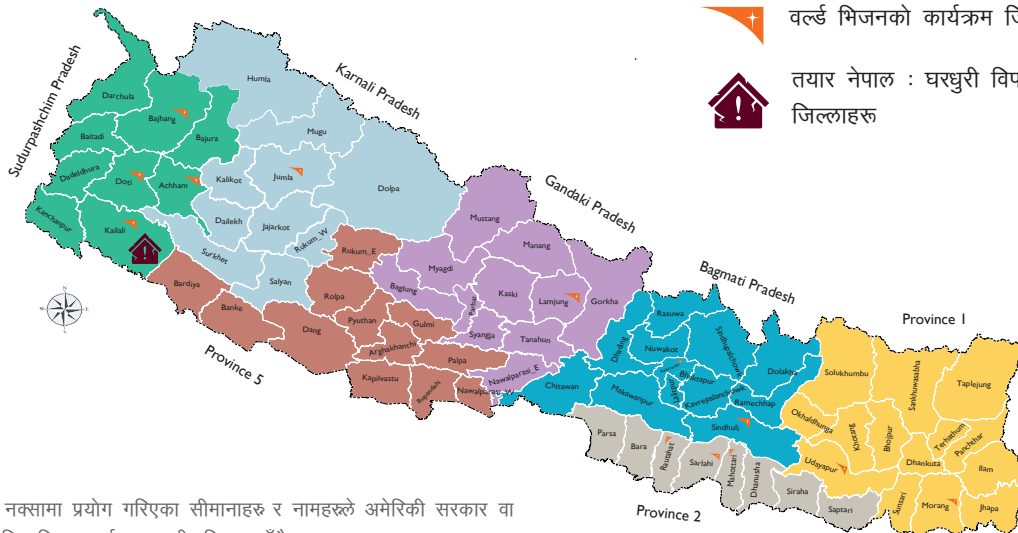 वर्ल्ड भिजनको कार्यक्रम
तयार नेपाल : घरधुरी
जिल्लाहरू
Sudurpashchim Pradesh
Karnali Pradesh
Gandaki Pradesh
Bagmati Pradesh
Province 1
Province 5
Province 2
Darchula
Bajhang
Baitadi
Bajura
Dadeldhura
Doti
Achham
Kanchanpur
Kailali
Humla
Mugu
Kalikot
Jumla
Dolpa
Dailekh
Jajarkot
Rukum_W
Surkhet
Salyan
Rukum_E
Bardiya
Banke
Rolpa
Dang
Pyuthan
Gulmi
Arghakhanchi
Palpa
Kapilvastu
Rupandehi
Nawalparasi_W
Mustang
Manang
Myagdi
Baglung
Parbat
Kaski
Lamjung
Gorkha
Syangja
Tanahun
Nawalparasi_E
Rasuwa
Dhading
Nuwakot
Sindhupalchowk
Dolakha
Bhaktapur
Lalitpur
Kavrepalanchowk
Ramechhap
Chitawan
Makawanpur
Sindhuli
Parsa
Bara
Rautahat
Sarlahi
Mahottari
Dhanusha
Siraha
Saptari
Solukhumbu
Sankhuwasabha
Taplejung
Okhaldhunga
Khotang
Bhojpur
Terhathum
Panchthar
Dhankuta
Ilam
Udayapur
Sunsari
Morang
Jhapa
W
N
E
S
नक्सामा प्रयोग गरिएका सीमानाहरु र नामहरुले अमेरिकी सरकार वा